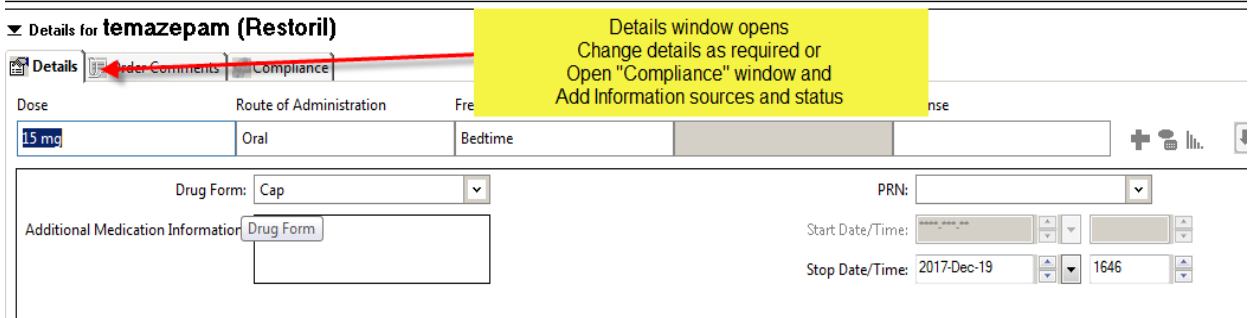 Details for temazepam (Restoril)
Details window opens
Change details as required or
Open "Compliance" window and
Add Information sources and status
Details Order Comments Compliance
Dose Route of Administration
15 mg Oral Bedtime
Drug Form: Cap PRN:
Additional Medication Information Drug Form Start Date/Time: ****-***-**
Stop Date/Time: 2017-Dec-19 1646